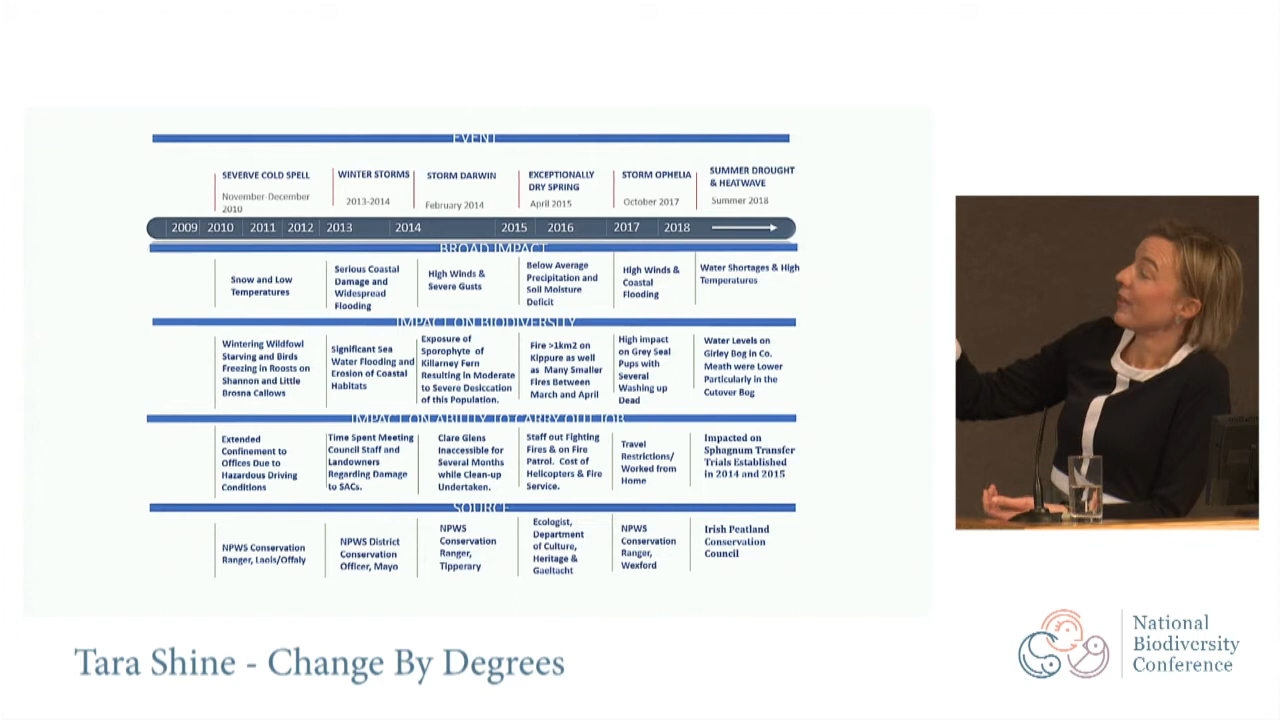 EVENT
SEVERVE COLD SPELL
November-December
2010
WINTER STORMS
2013-2014
STORM DARWIN
February 2014
EXCEPTIONALLY
DRY SPRING
April 2015
STORM OPHELIA
October 2017
SUMMER DROUGHT
& HEATWAVE
Summer 2018
2009 2010 2011 2012 2013 2014 2015 2016 2017 2018
BROAD IMPACT
Snow and Low
Temperatures
Serious Coastal
Damage and
Widespread
Flooding
High Winds &
Severe Gusts
Below Average
Precipitation and
Soil Moisture
Deficit
High Winds &
Coastal
Flooding
Water Shortages & High
Temperatures
IMPACT ON BIODIVERSITY
Wintering Wildfowl
Starving and Birds
Freezing in Roosts on
Shannon and Little
Brosna Callows
Significant Sea
Water Flooding and
Erosion of Coastal
Habitats
Exposure of
Sporophyte of
Killarney Fern
Resulting in Moderate
to Severe Desiccation
of this Population.
Fire >1km2 on
Kippure as well
as Many Smaller
Fires Between
March and April
High impact
on Grey Seal
Pups with
Several
Washing up
Dead
Water Levels on
Girley Bog in Co.
Meath were Lower
Particularly in the
Cutover Bog
IMPACT ON ABILITY TO CARRY OUT JOB
Extended
Confinement to
Offices Due to
Hazardous Driving
Conditions
Time Spent Meeting
Council Staff and
Landowners
Regarding Damage
to SACs.
Clare Glens
Inaccessible for
Several Months
while Clean-up
Undertaken.
Staff out Fighting
Fires & on Fire
Patrol. Cost of
Helicopters & Fire
Service.
Travel
Restrictions/
Worked from
Home
Impacted on
Sphagnum Transfer
Trials Established
in 2014 and 2015
SOURCE
NPWS Conservation
Ranger, Laois/Offaly
NPWS District
Conservation
Officer, Mayo
NPWS
Conservation
Ranger,
Tipperary
Ecologist,
Department
of Culture,
Heritage &
Gaeltacht
NPWS
Conservation
Ranger,
Wexford
Irish Peatland
Conservation
Council
Tara Shine - Change By Degrees
National
Biodiversity
Conference